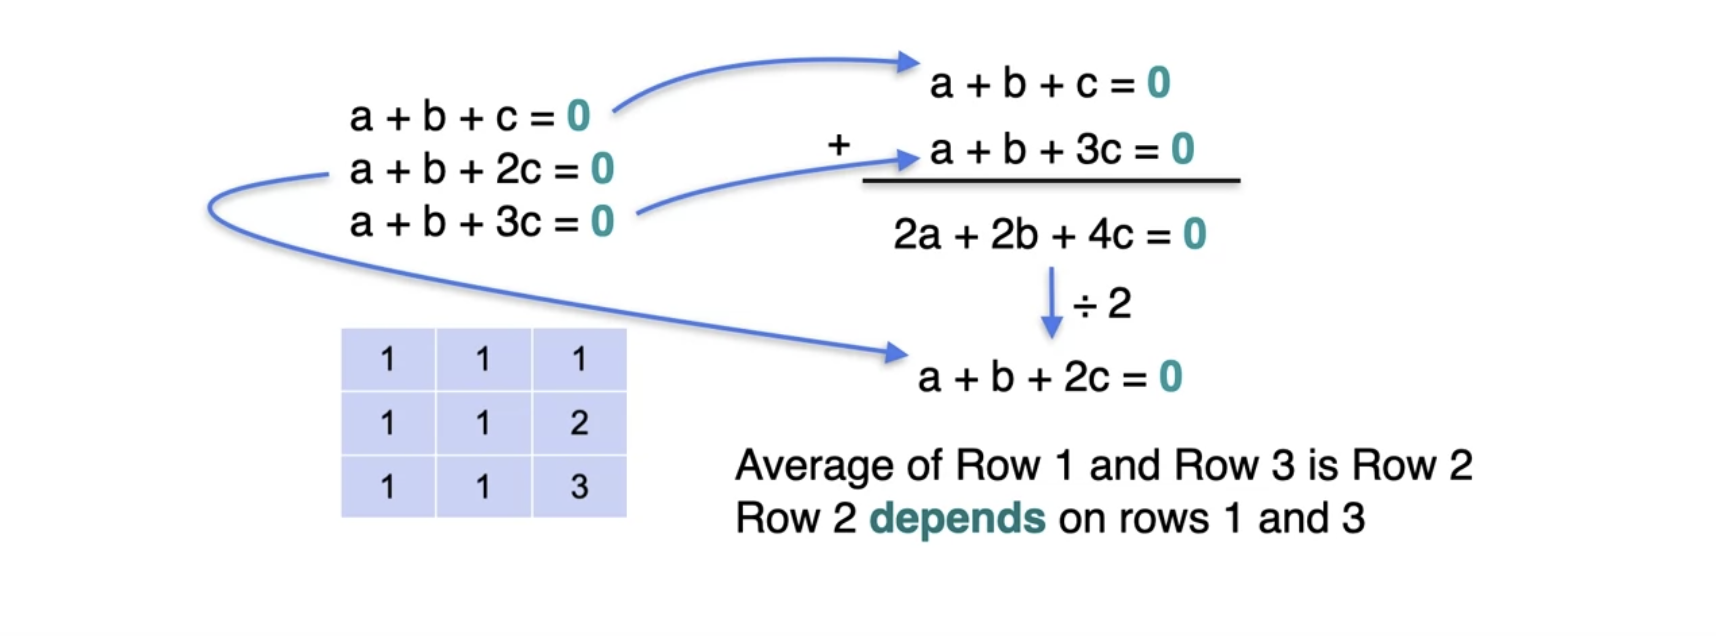 a + b + c = 0
a + b + 2c = 0
a + b + 3c = 0
a + b + c = 0
+
a + b + 3c = 0
2a + 2b + 4c = 0
÷ 2
a + b + 2c = 0
1 1 1
1 1 2
1 1 3
Average of Row 1 and Row 3 is Row 2
Row 2 depends on rows 1 and 3